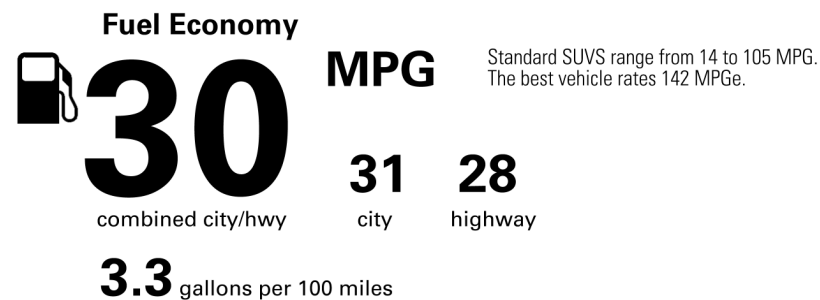 Fuel Economy
30
MPG
Standard SUVS range from 14 to 105 MPG.
The best vehicle rates 142 MPGe.
31
28
combined city/hwy
city
highway
3.3 gallons per 100 miles